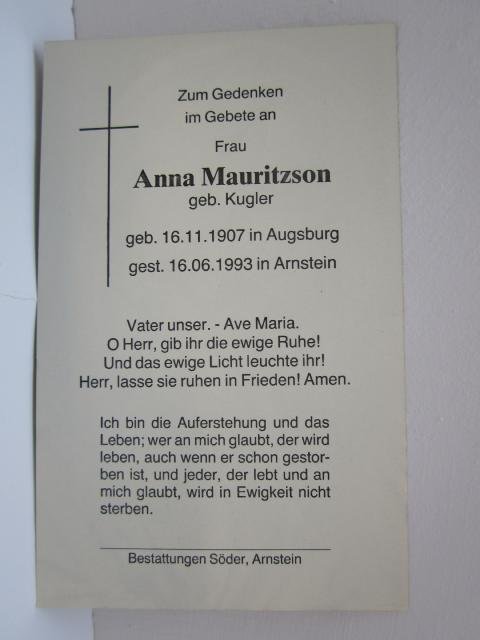 Zum Gedenken
im Gebete an
Frau
Anna Mauritzson
geb. Kugler
geb. 16.11.1907 in Augsburg
gest. 16.06.1993 in Arnstein
Vater unser. - Ave Maria.
O Herr, gib ihr die ewige Ruhe!
Und das ewige Licht leuchte ihr!
Herr, lasse sie ruhen in Frieden! Amen.
Ich bin die Auferstehung und das
Leben; wer an mich glaubt, der wird
leben, auch wenn er schon gestor-
ben ist, und jeder, der lebt und an
mich glaubt, wird in Ewigkeit nicht
sterben.
Bestattungen Söder, Arnstein